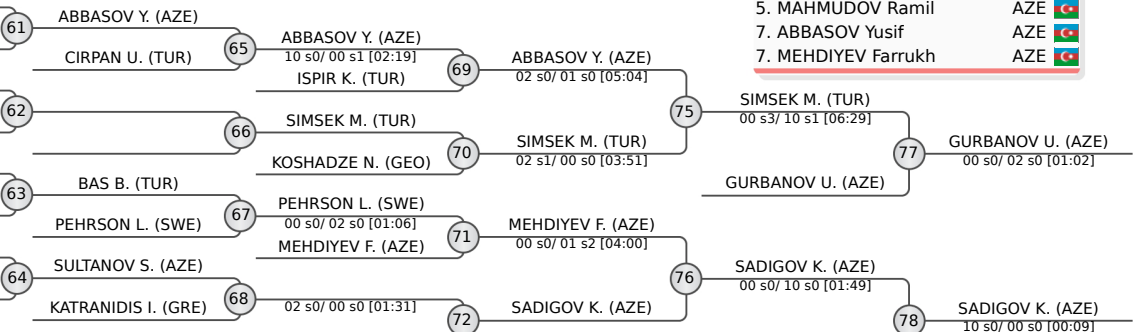 5. MAHMUDOV Ramil AZE
7. ABBASOV Yusif AZE
7. MEHDIYEV Farrukh AZE
61
ABBASOV Y. (AZE)
CIRPAN U. (TUR)
65
ABBASOV Y. (AZE)
10 s0/ 00 s1 [02:19]
ISPIR K. (TUR)
69
ABBASOV Y. (AZE)
02 s0/ 01 s0 [05:04]
62
66
SIMSEK M. (TUR)
KOSHADZE N. (GEO)
70
SIMSEK M. (TUR)
02 s1/ 00 s0 [03:51]
75
SIMSEK M. (TUR)
00 s3/ 10 s1 [06:29]
GURBANOV U. (AZE)
77
GURBANOV U. (AZE)
00 s0/ 02 s0 [01:02]
63
BAS B. (TUR)
PEHRSON L. (SWE)
67
PEHRSON L. (SWE)
00 s0/ 02 s0 [01:06]
MEHDIYEV F. (AZE)
71
MEHDIYEV F. (AZE)
00 s0/ 01 s2 [04:00]
64
SULTANOV S. (AZE)
KATRANIDIS I. (GRE)
68
02 s0/ 00 s0 [01:31]
72
SADIGOV K. (AZE)
76
SADIGOV K. (AZE)
00 s0/ 10 s0 [01:49]
78
SADIGOV K. (AZE)
10 s0/ 00 s0 [00:09]